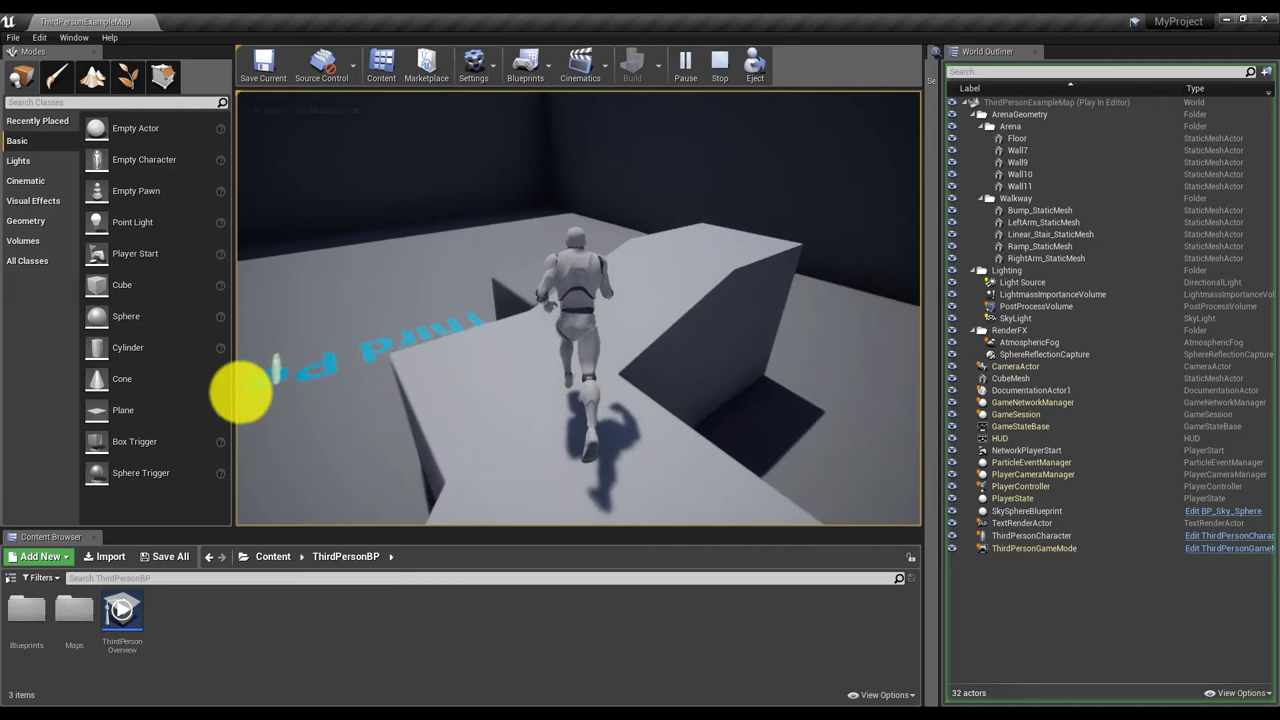 ThirdPersonExampleMap
MyProject
File Edit Window Help
Modes
Search Classes
Recently Placed
Basic
Lights
Cinematic
Visual Effects
Geometry
Volumes
All Classes
Empty Actor
Empty Character
Empty Pawn
Point Light
Player Start
Cube
Sphere
Cylinder
Cone
Plane
Box Trigger
Sphere Trigger
Save Current Source Control Content Marketplace Settings Blueprints Cinematics Build Pause Stop Eject
Third P
Content Browser
Add New Import Save All Content ThirdPersonBP
Filters Search ThirdPersonBP
Blueprints Maps ThirdPerson
Overview
3 items View Options
Se
World Outliner
Search...
Label Type
ThirdPersonExampleMap (Play In Editor) World
ArenaGeometry Folder
Arena Folder
Floor StaticMeshActor
Wall7 StaticMeshActor
Wall9 StaticMeshActor
Wall10 StaticMeshActor
Wall11 StaticMeshActor
Walkway Folder
Bump_StaticMesh StaticMeshActor
LeftArm_StaticMesh StaticMeshActor
Linear_Stair_StaticMesh StaticMeshActor
Ramp_StaticMesh StaticMeshActor
RightArm_StaticMesh StaticMeshActor
Lighting Folder
Light Source DirectionalLight
LightmassImportanceVolume LightmassImportanceVol
PostProcessVolume PostProcessVolume
SkyLight SkyLight
RenderFX Folder
AtmosphericFog AtmosphericFog
SphereReflectionCapture SphereReflectionCapture
CameraActor CameraActor
CubeMesh StaticMeshActor
DocumentationActor1 DocumentationActor
GameNetworkManager GameNetworkManager
GameSession GameSession
GameStateBase GameStateBase
HUD HUD
NetworkPlayerStart PlayerStart
ParticleEventManager ParticleEventManager
PlayerCameraManager PlayerCameraManager
PlayerController PlayerController
PlayerState PlayerState
SkySphereBlueprint Edit BP_Sky_Sphere
TextRenderActor TextRenderActor
ThirdPersonCharacter Edit ThirdPersonCharac
ThirdPersonGameMode Edit ThirdPersonGameM
32 actors View Options